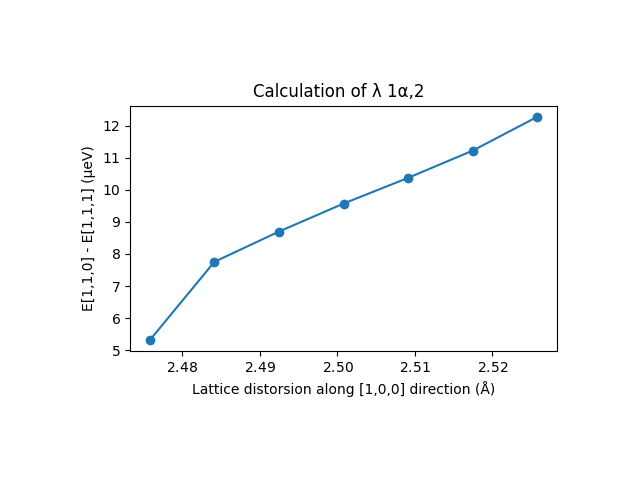 Calculation of λ 1α,2
E[1,1,0] - E[1,1,1] (μeV)
12
11
10
9
8
7
6
5
2.48 2.49 2.50 2.51 2.52
Lattice distorsion along [1,0,0] direction (Å)